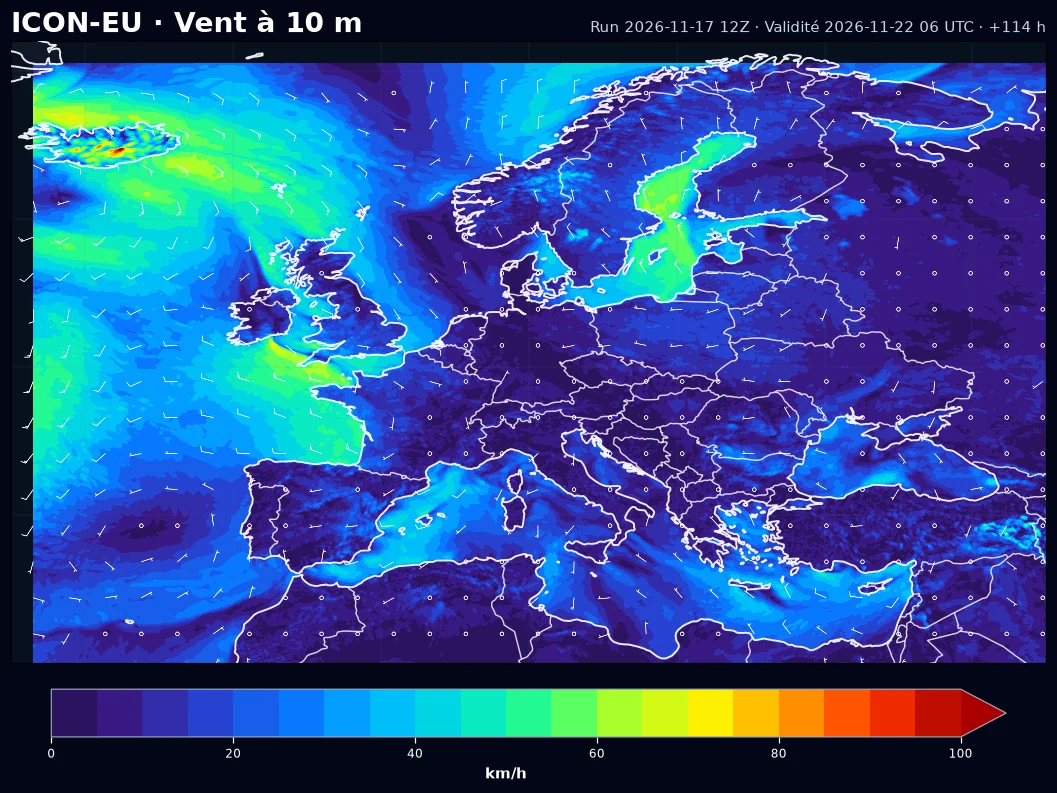 ICON-EU · Vent à 10 m
Run 2026-11-17 12Z · Validité 2026-11-22 06 UTC · +114 h
0 20 40 60 80 100
km/h